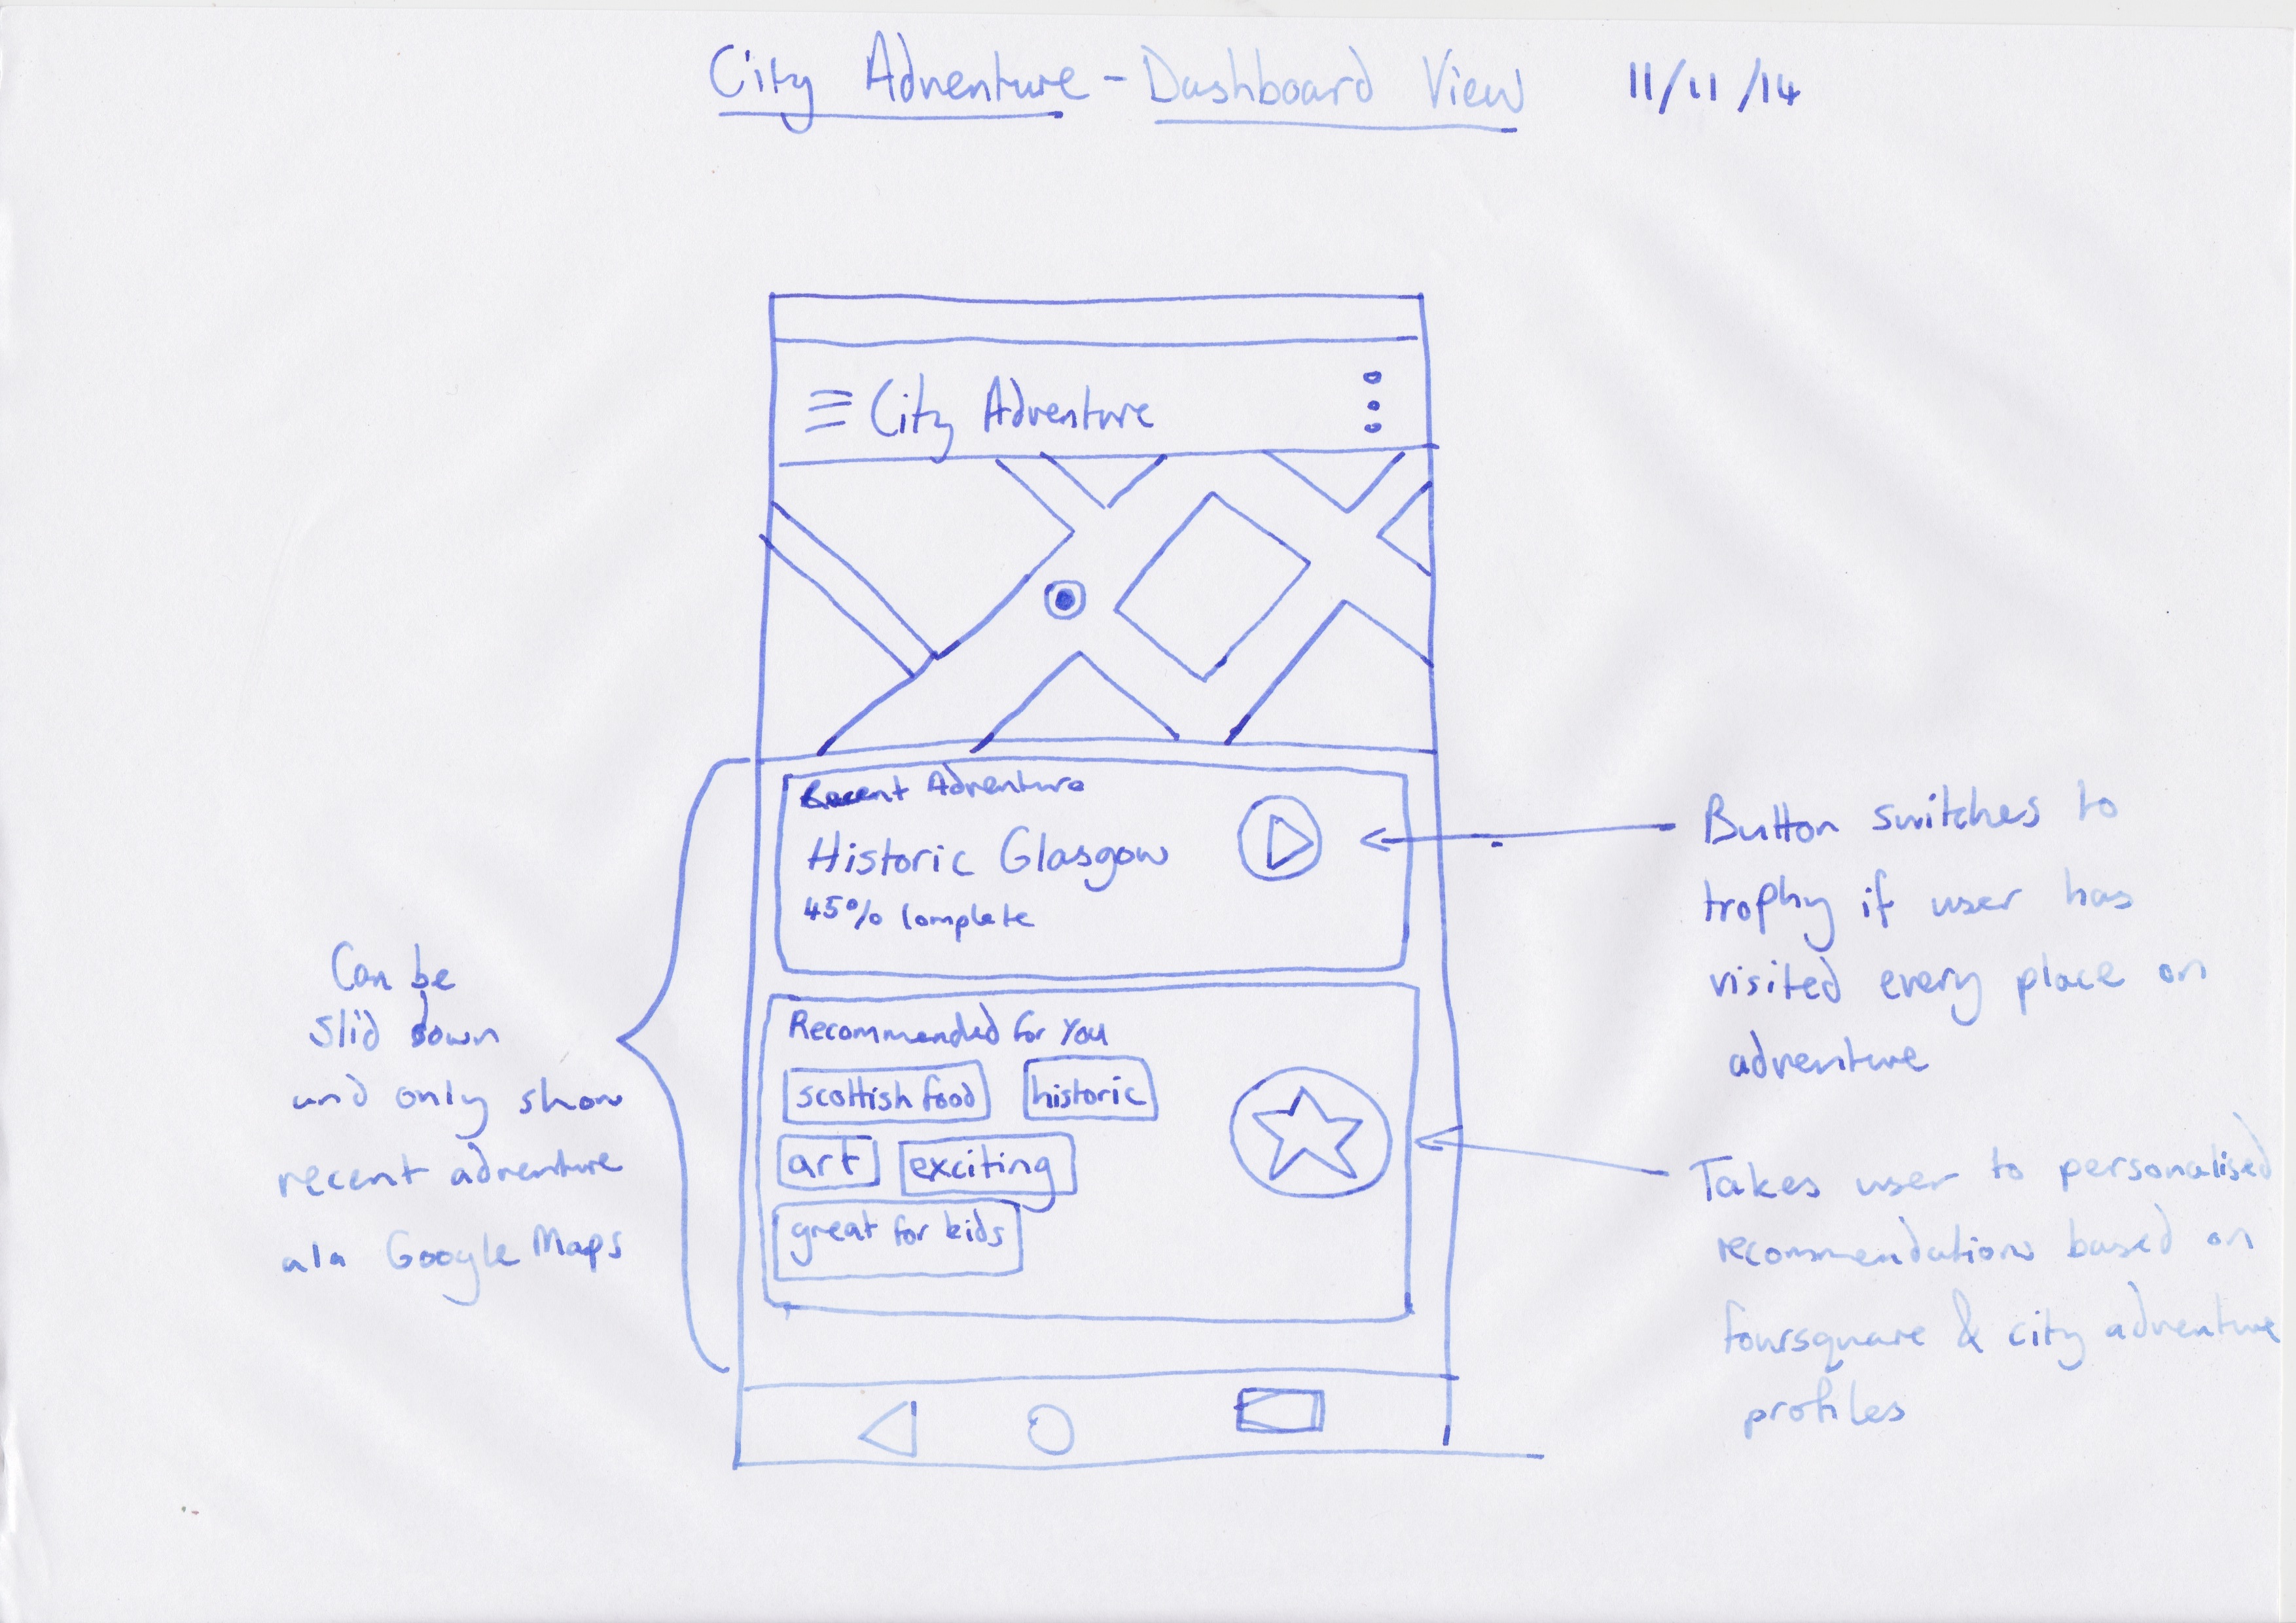 City Adventure - Dashboard View 11/11/14
City Adventure
Recent Adventure
Historic Glasgow
45% complete
Recommended for You
scottish food historic
art exciting
great for kids
Can be
slid down
and only show
recent adventure
ala Google Maps
Button switches to
trophy if user has
visited every place on
adventure
Takes user to personalised
recommendations based on
foursquare & city adventure
profiles